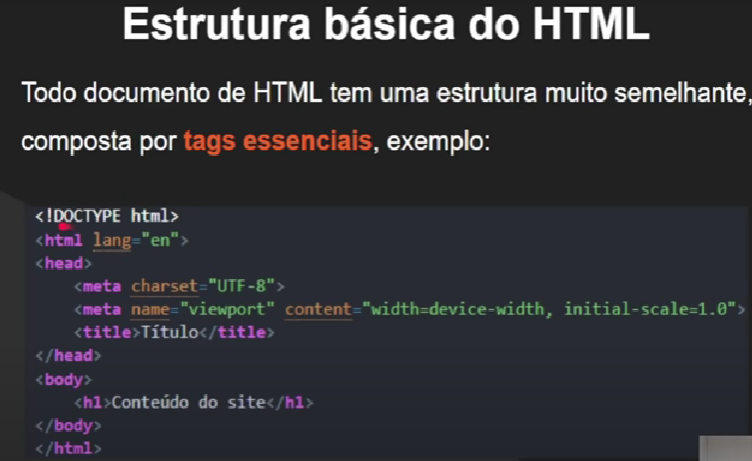 Estrutura básica do HTML
Todo documento de HTML tem uma estrutura muito semelhante,
composta por tags essenciais, exemplo:
<!DOCTYPE html>
<html lang="en">
<head>
    <meta charset="UTF-8">
    <meta name="viewport" content="width=device-width, initial-scale=1.0">
    <title>Título</title>
</head>
<body>
    <h1>Conteúdo do site</h1>
</body>
</html>